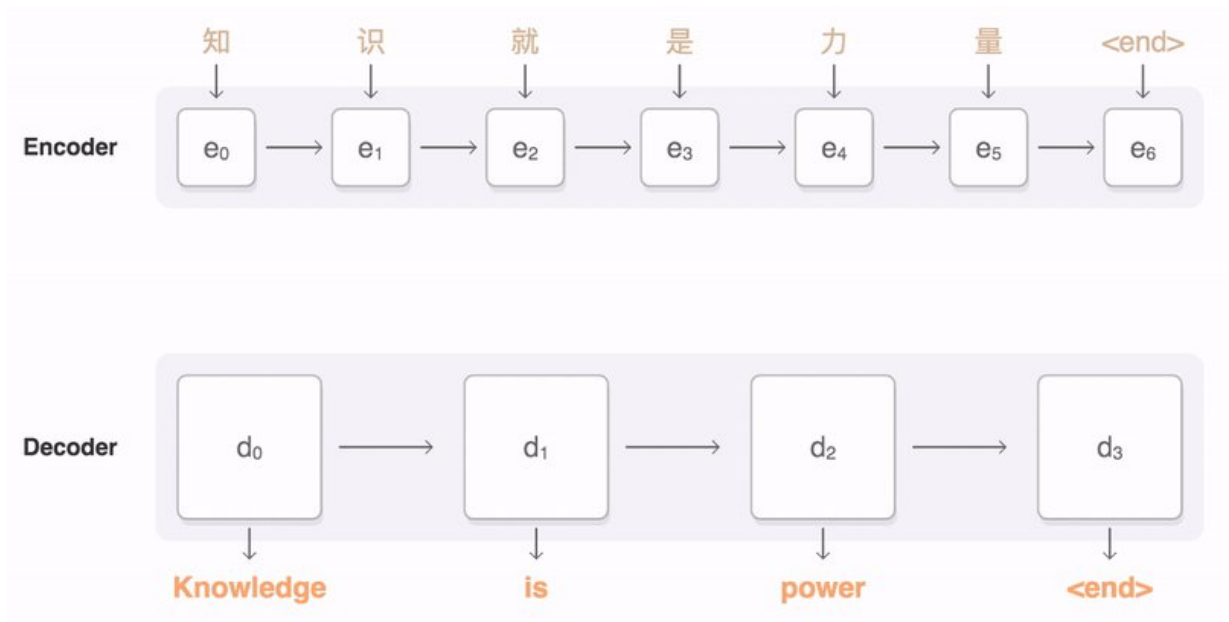 知 识 就 是 力 量 <end>
Encoder e₀ e₁ e₂ e₃ e₄ e₅ e₆
Decoder d₀ d₁ d₂ d₃
Knowledge is power <end>